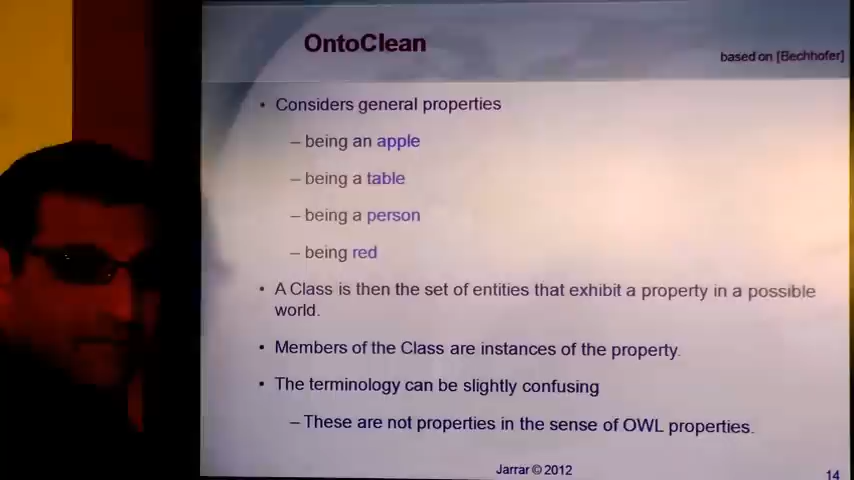 OntoClean
based on [Bechhofer]
• Considers general properties
– being an apple
– being a table
– being a person
– being red
• A Class is then the set of entities that exhibit a property in a possible
world.
• Members of the Class are instances of the property.
• The terminology can be slightly confusing
– These are not properties in the sense of OWL properties.
Jarrar © 2012
14